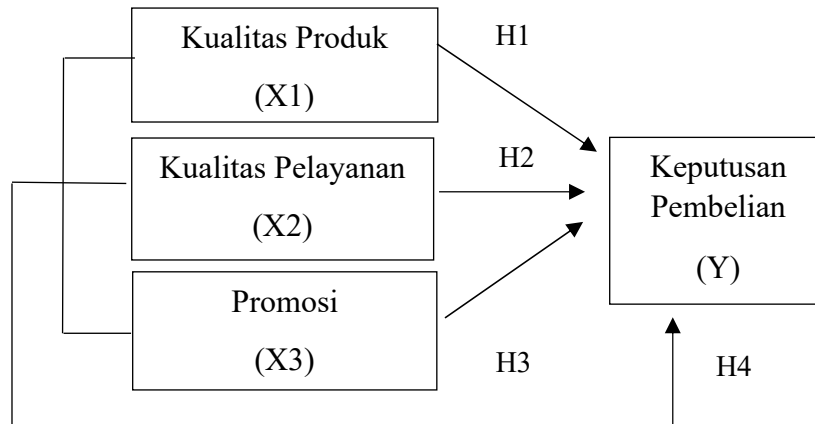 Kualitas Produk
(X1)
H1
Kualitas Pelayanan
(X2)
H2
Keputusan
Pembelian
(Y)
Promosi
(X3)
H3
H4